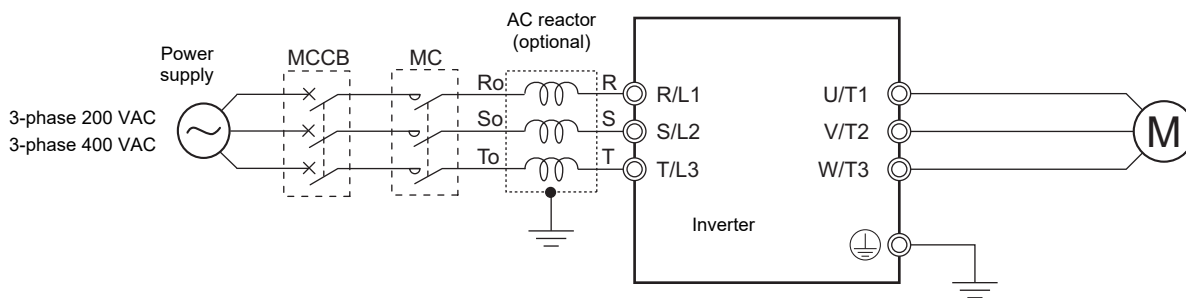 AC reactor
(optional)
Power
supply
MCCB
MC
3-phase 200 VAC
3-phase 400 VAC
Ro
R
R/L1
U/T1
So
S
S/L2
V/T2
M
To
T
T/L3
W/T3
Inverter